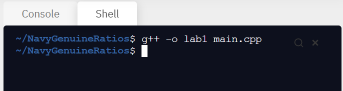 Console Shell
~/NavyGenuineRatios$ g++ -o lab1 main.cpp
~/NavyGenuineRatios$